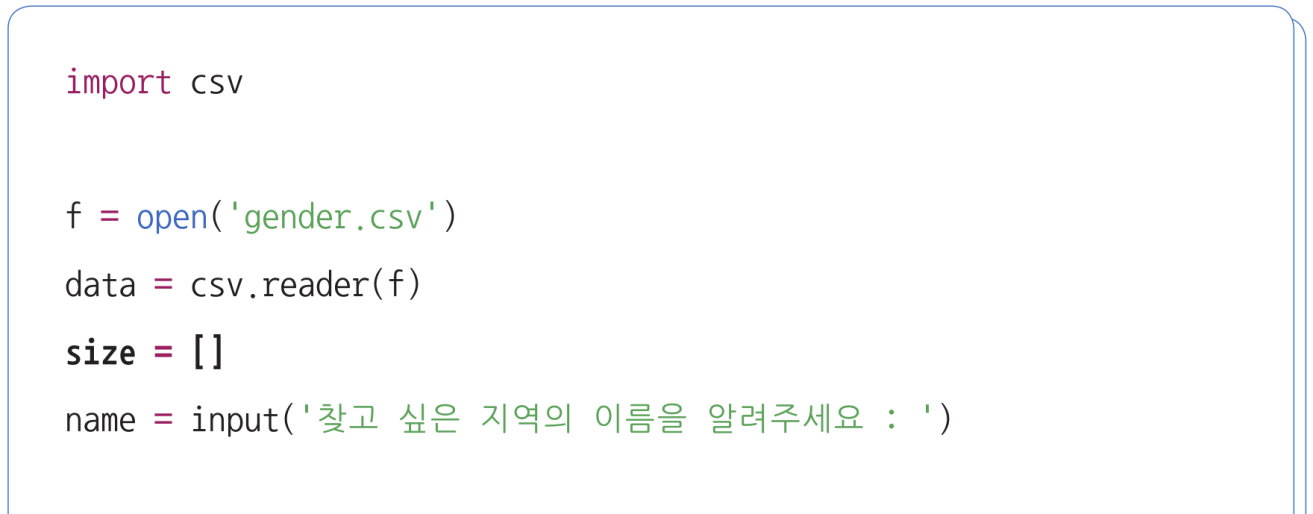 import csv
f = open('gender.csv')
data = csv.reader(f)
size = []
name = input('찾고 싶은 지역의 이름을 알려주세요 : ')